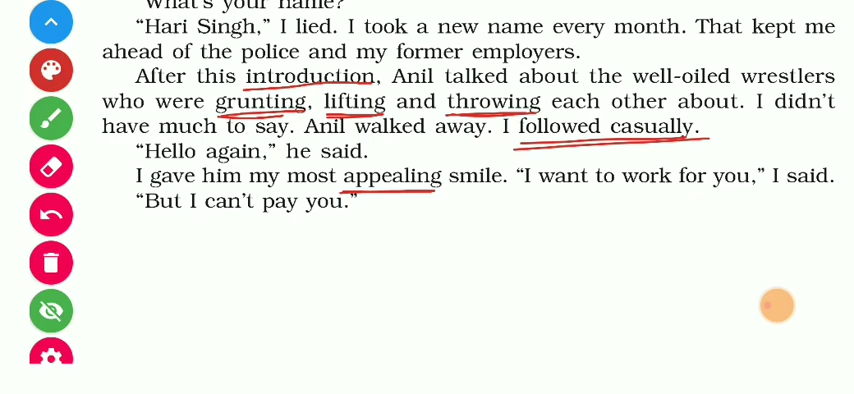 "What's your name?"
"Hari Singh," I lied. I took a new name every month. That kept me
ahead of the police and my former employers.
After this introduction, Anil talked about the well-oiled wrestlers
who were grunting, lifting and throwing each other about. I didn't
have much to say. Anil walked away. I followed casually.
"Hello again," he said.
I gave him my most appealing smile. "I want to work for you," I said.
"But I can't pay you."